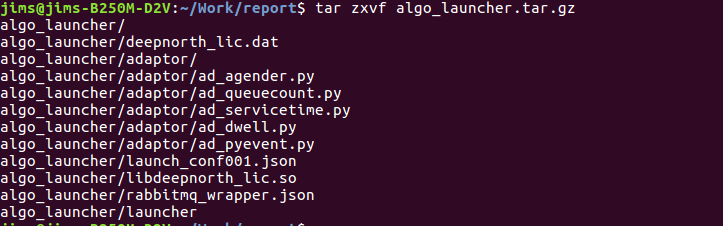 jims@jims-B250M-D2V:~/Work/report$ tar zxvf algo_launcher.tar.gz
algo_launcher/
algo_launcher/deepnorth_lic.dat
algo_launcher/adaptor/
algo_launcher/adaptor/ad_agender.py
algo_launcher/adaptor/ad_queuecount.py
algo_launcher/adaptor/ad_servicetime.py
algo_launcher/adaptor/ad_dwell.py
algo_launcher/adaptor/ad_pyevent.py
algo_launcher/launch_conf001.json
algo_launcher/libdeepnorth_lic.so
algo_launcher/rabbitmq_wrapper.json
algo_launcher/launcher